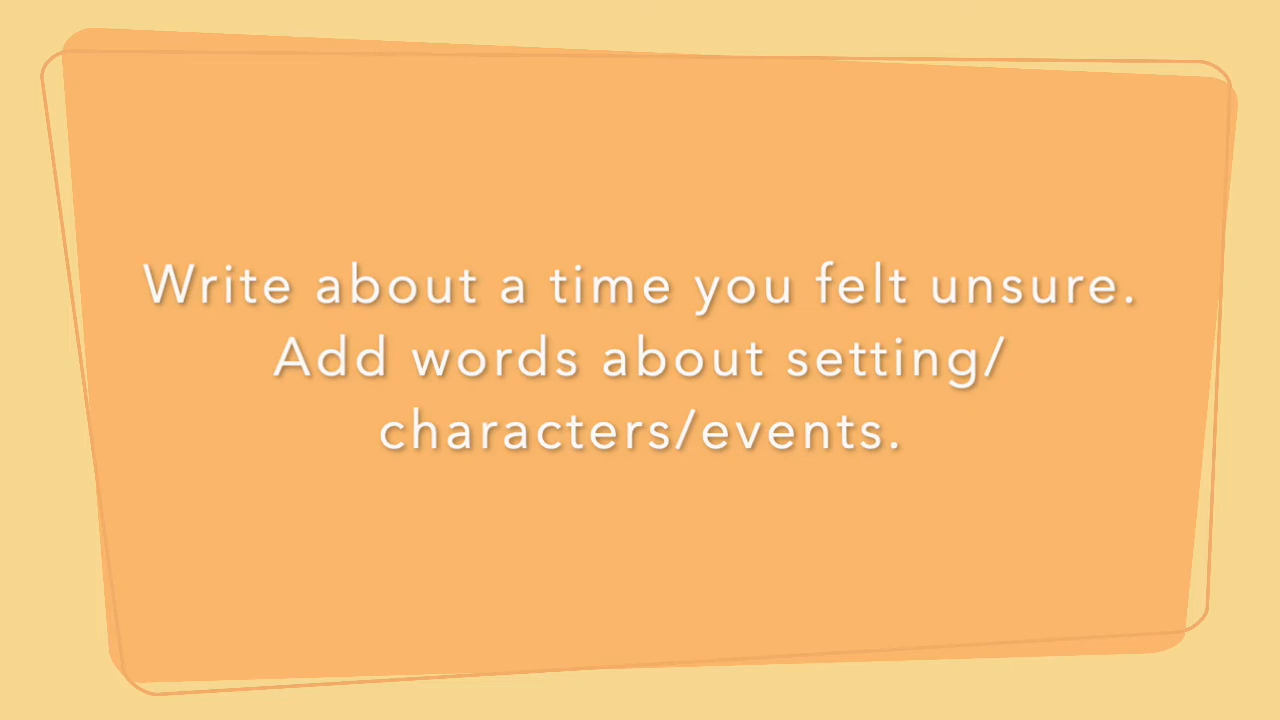 Write about a time you felt unsure.
Add words about setting/
characters/events.